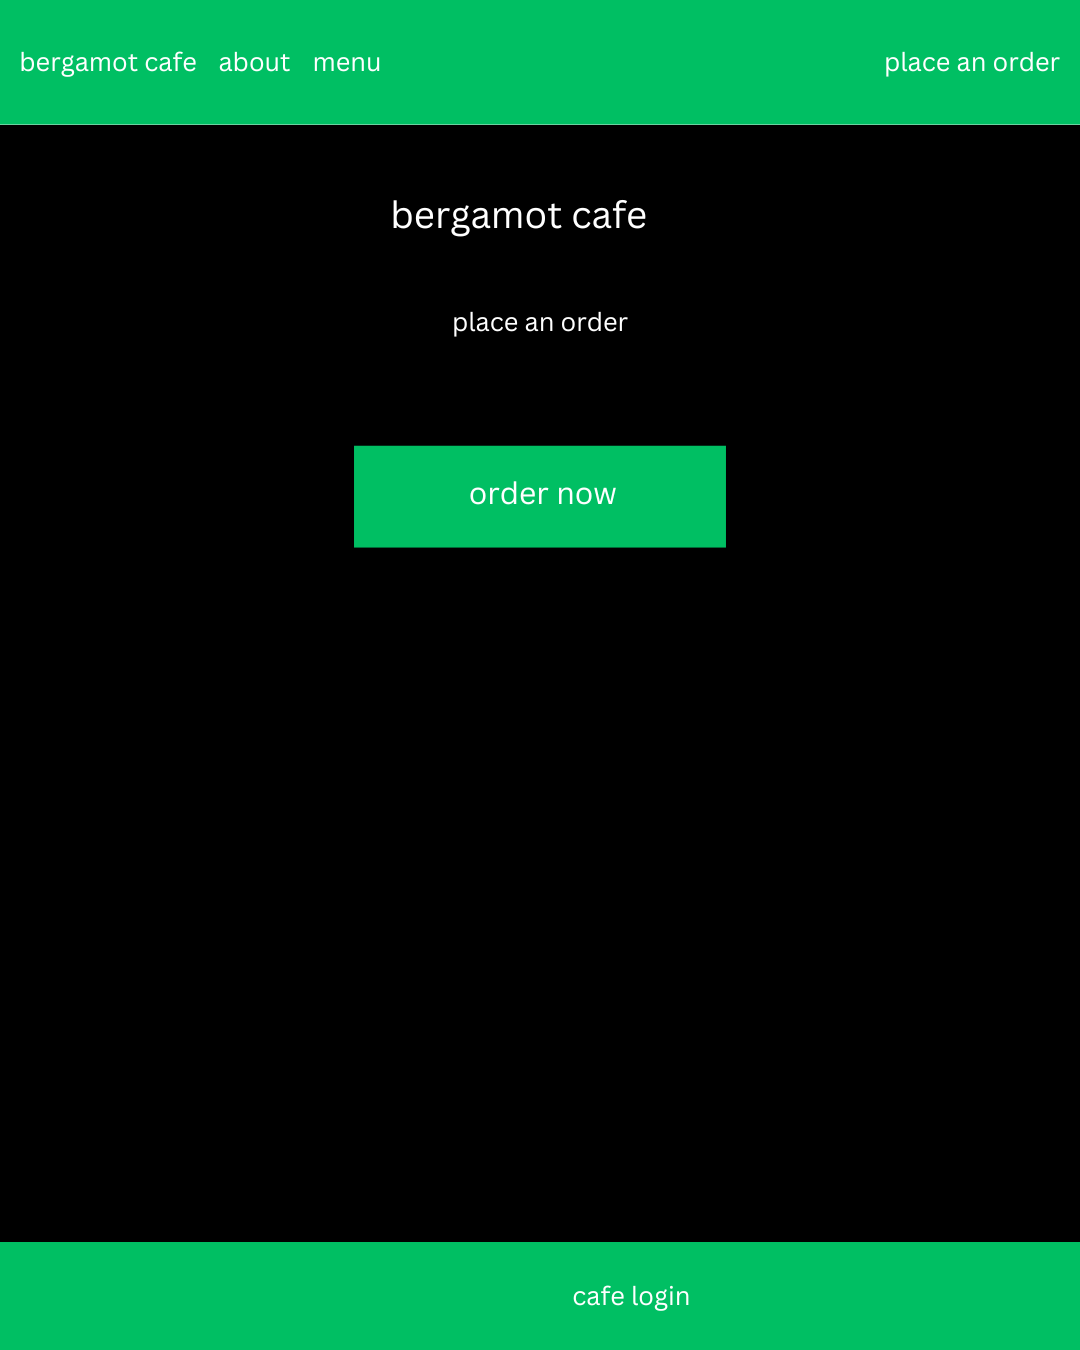 bergamot cafe about menu place an order
bergamot cafe
place an order
order now
cafe login